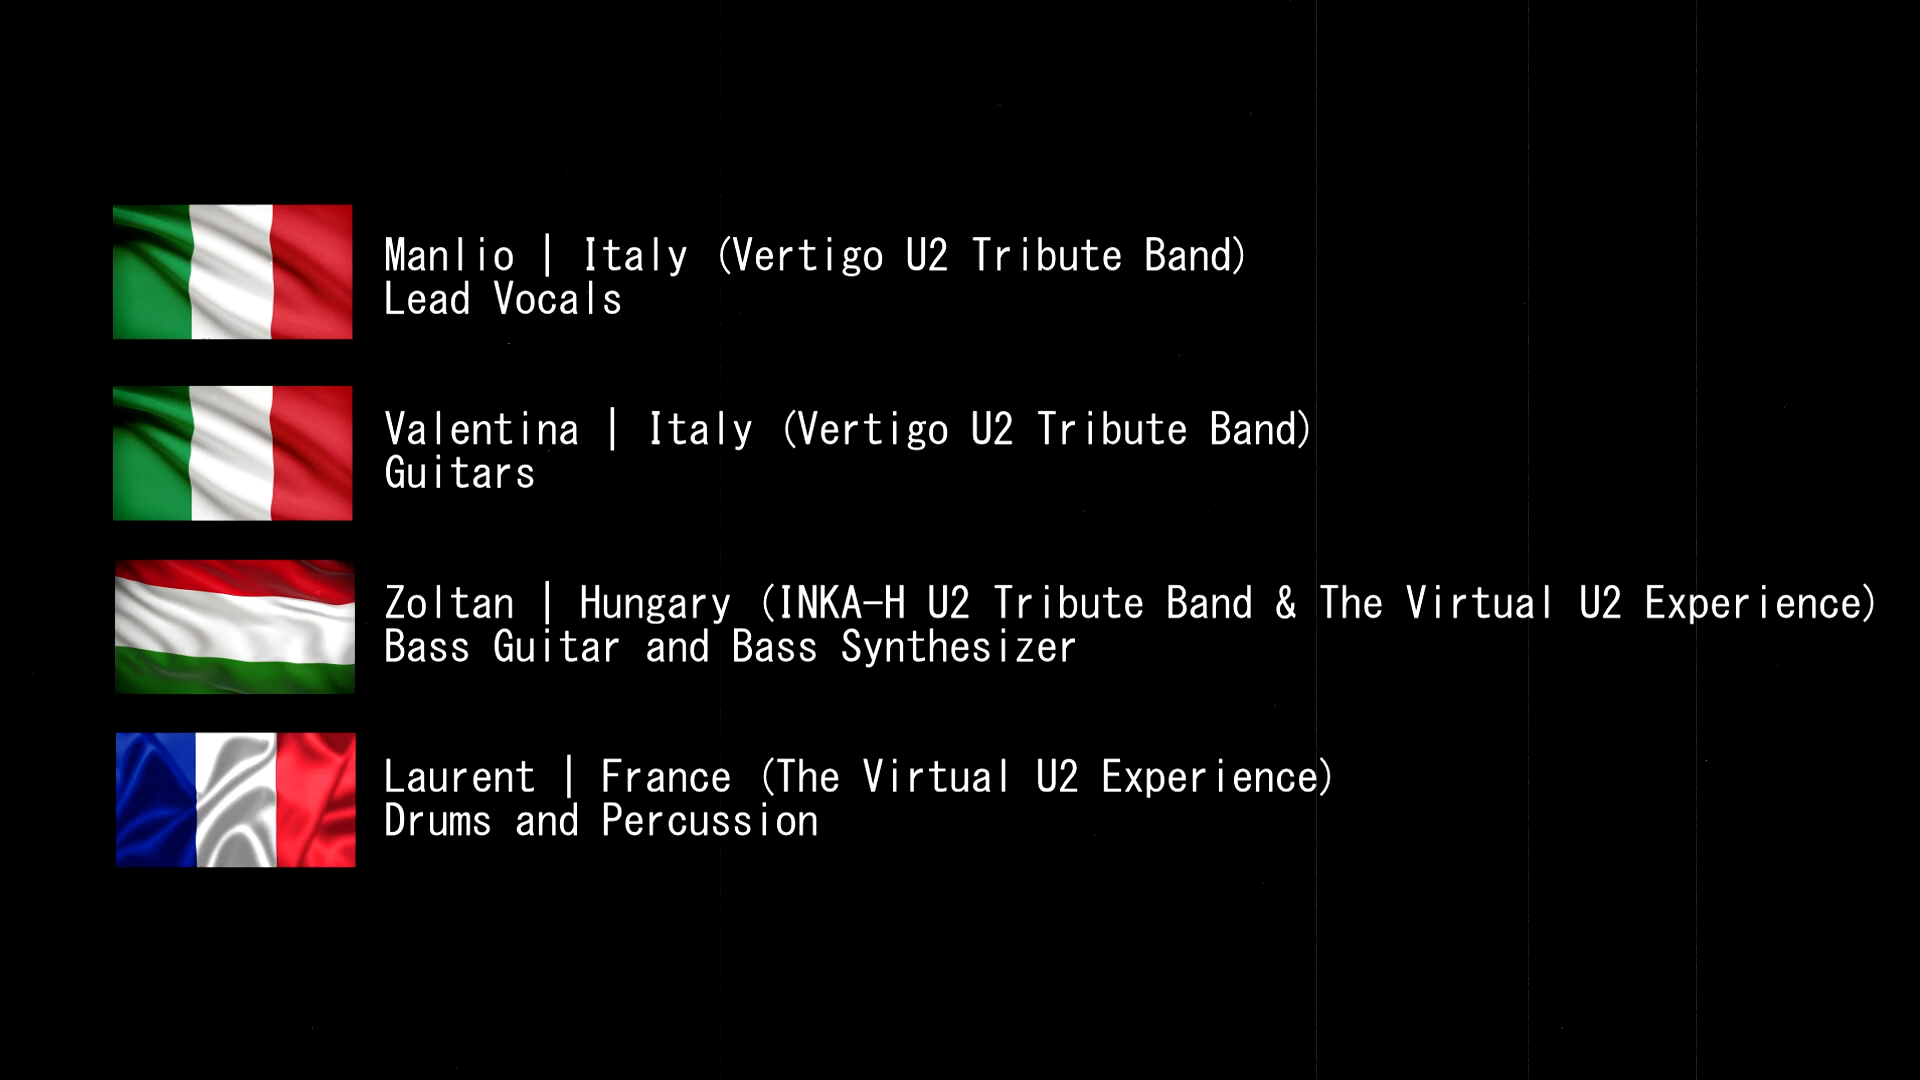 Manlio | Italy (Vertigo U2 Tribute Band)
Lead Vocals
Valentina | Italy (Vertigo U2 Tribute Band)
Guitars
Zoltan | Hungary (INKA-H U2 Tribute Band & The Virtual U2 Experience)
Bass Guitar and Bass Synthesizer
Laurent | France (The Virtual U2 Experience)
Drums and Percussion